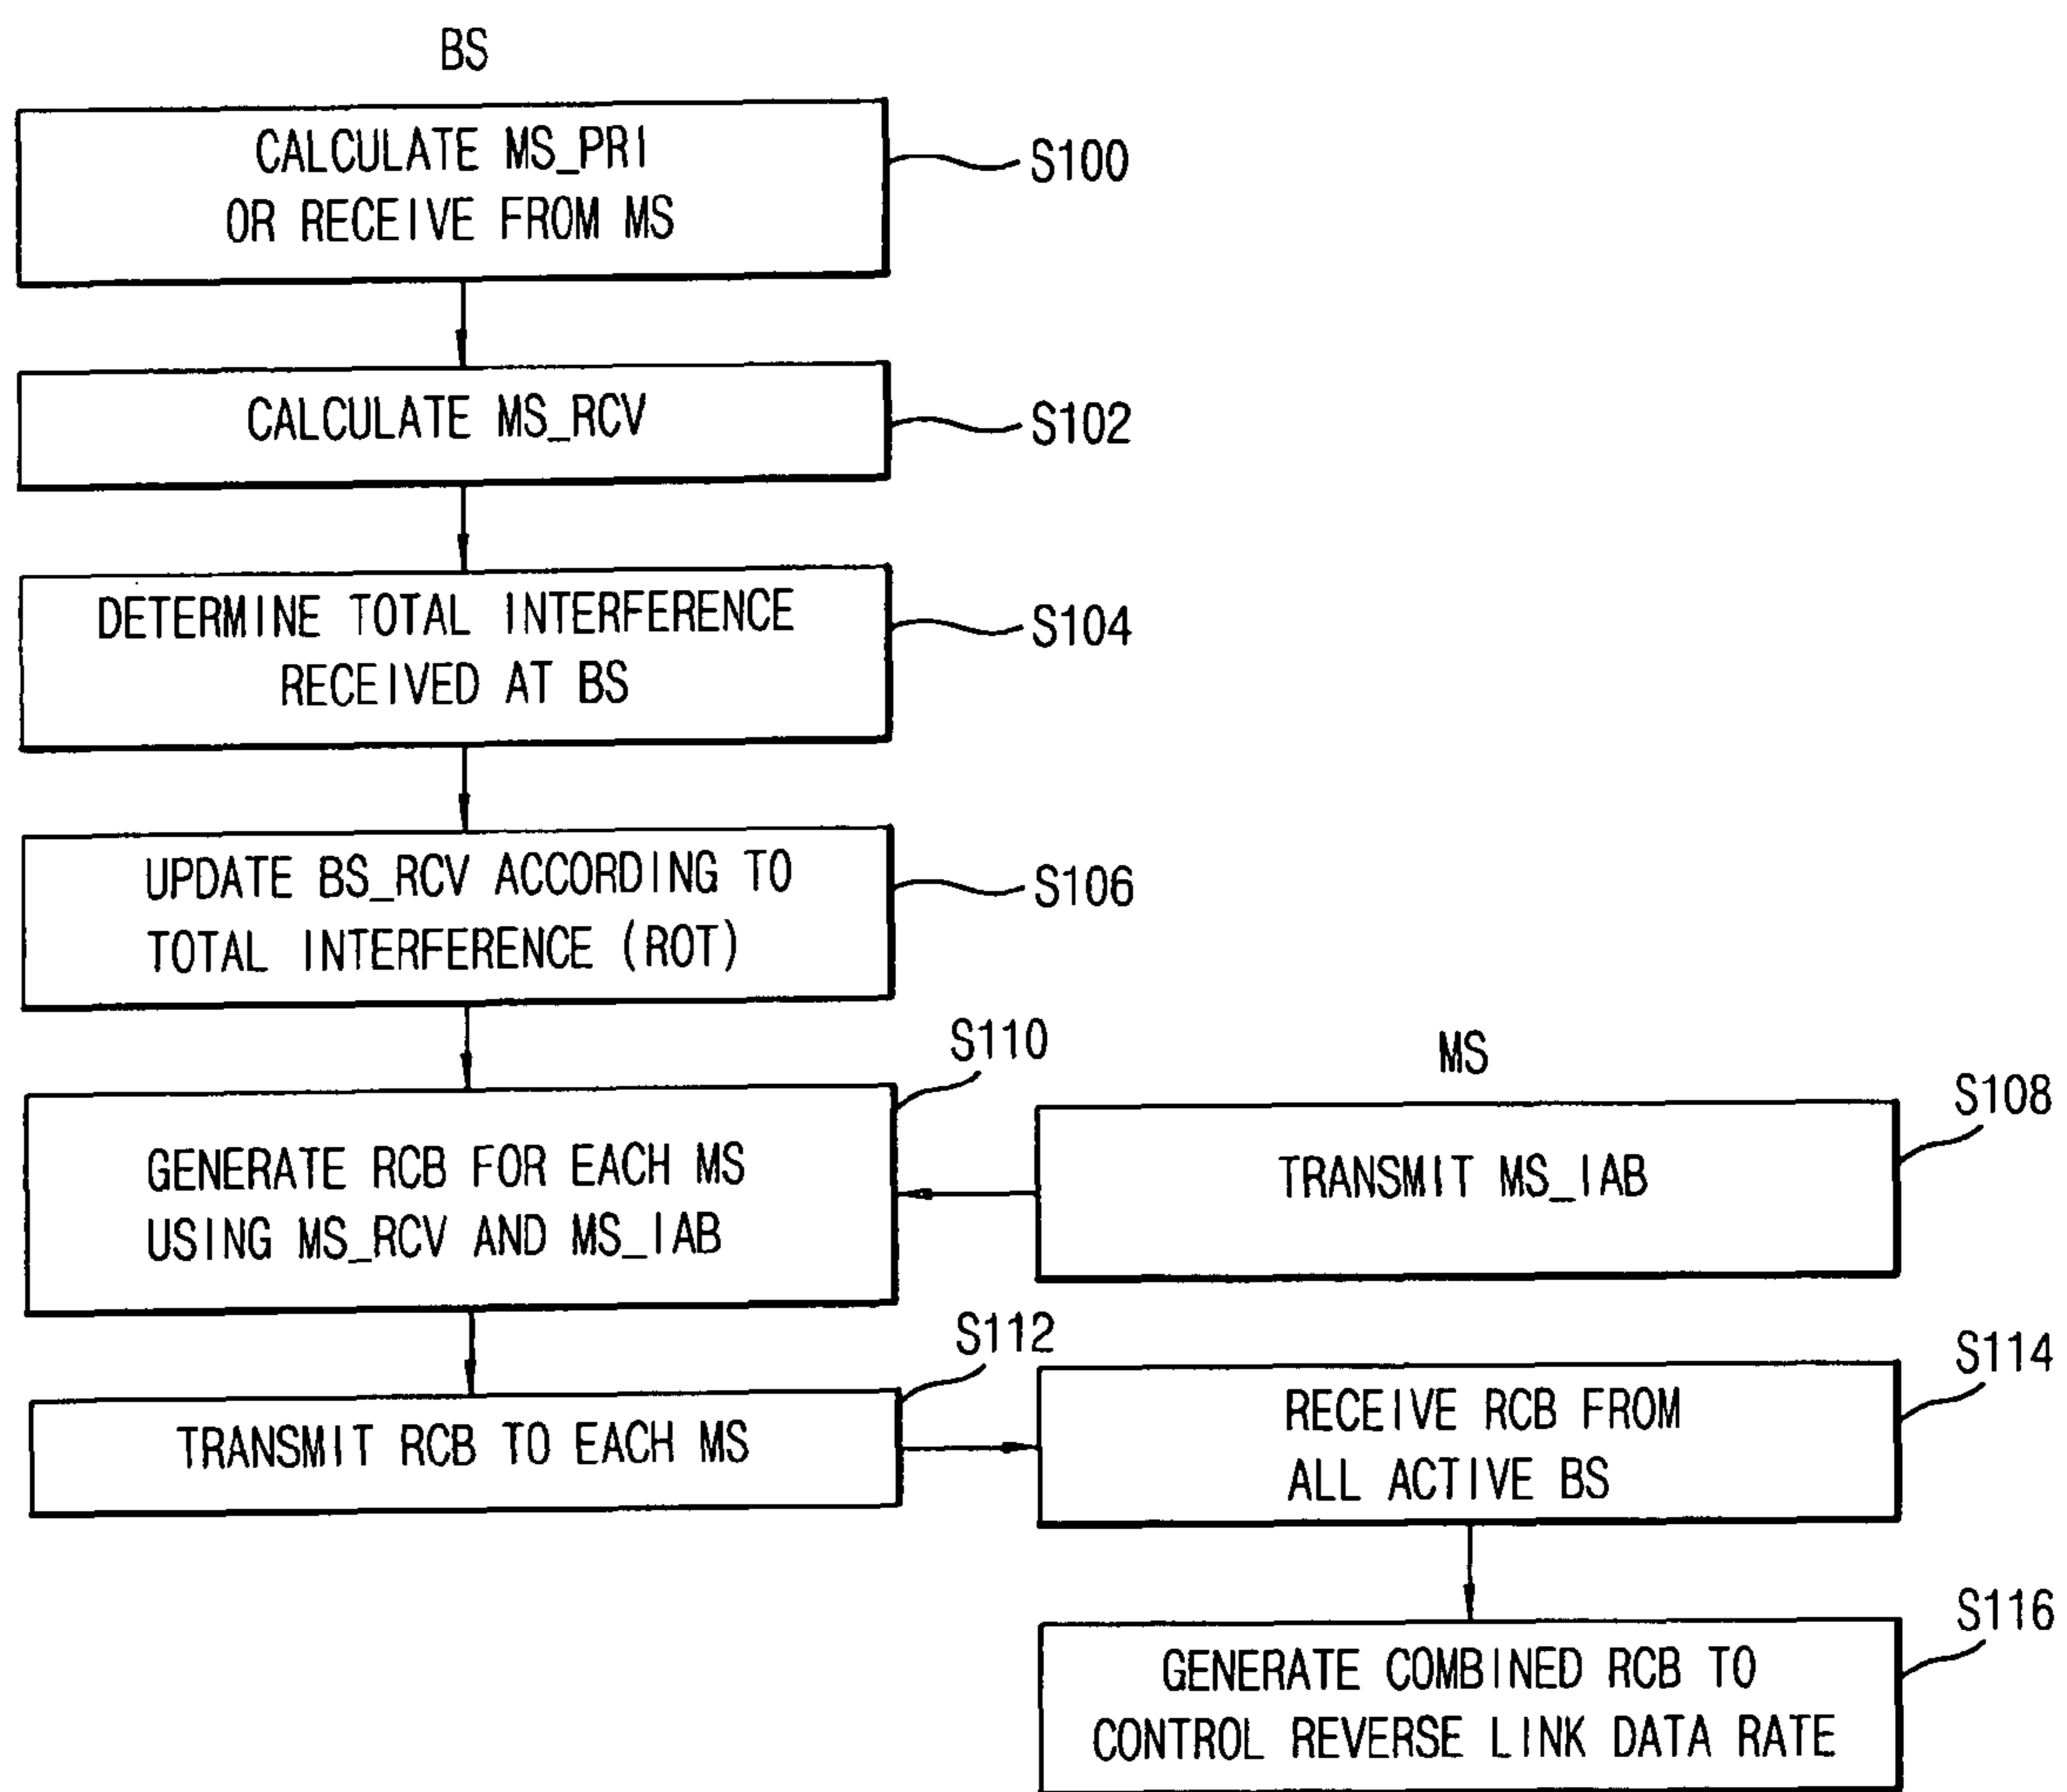 BS
CALCULATE MS_PRI
OR RECEIVE FROM MS
S100
CALCULATE MS_RCV
S102
DETERMINE TOTAL INTERFERENCE
RECEIVED AT BS
S104
UPDATE BS_RCV ACCORDING TO
TOTAL INTERFERENCE (ROT)
S106
S110
GENERATE RCB FOR EACH MS
USING MS_RCV AND MS_IAB
MS
S108
TRANSMIT MS_IAB
S112
TRANSMIT RCB TO EACH MS
S114
RECEIVE RCB FROM
ALL ACTIVE BS
S116
GENERATE COMBINED RCB TO
CONTROL REVERSE LINK DATA RATE